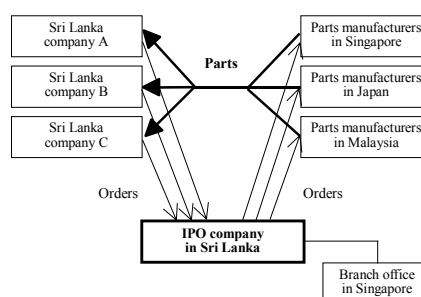 Sri Lanka
company A
Parts manufacturers
in Singapore
Parts
Sri Lanka
company B
Parts manufacturers
in Japan
Sri Lanka
company C
Parts manufacturers
in Malaysia
Orders
Orders
IPO company
in Sri Lanka
Branch office
in Singapore